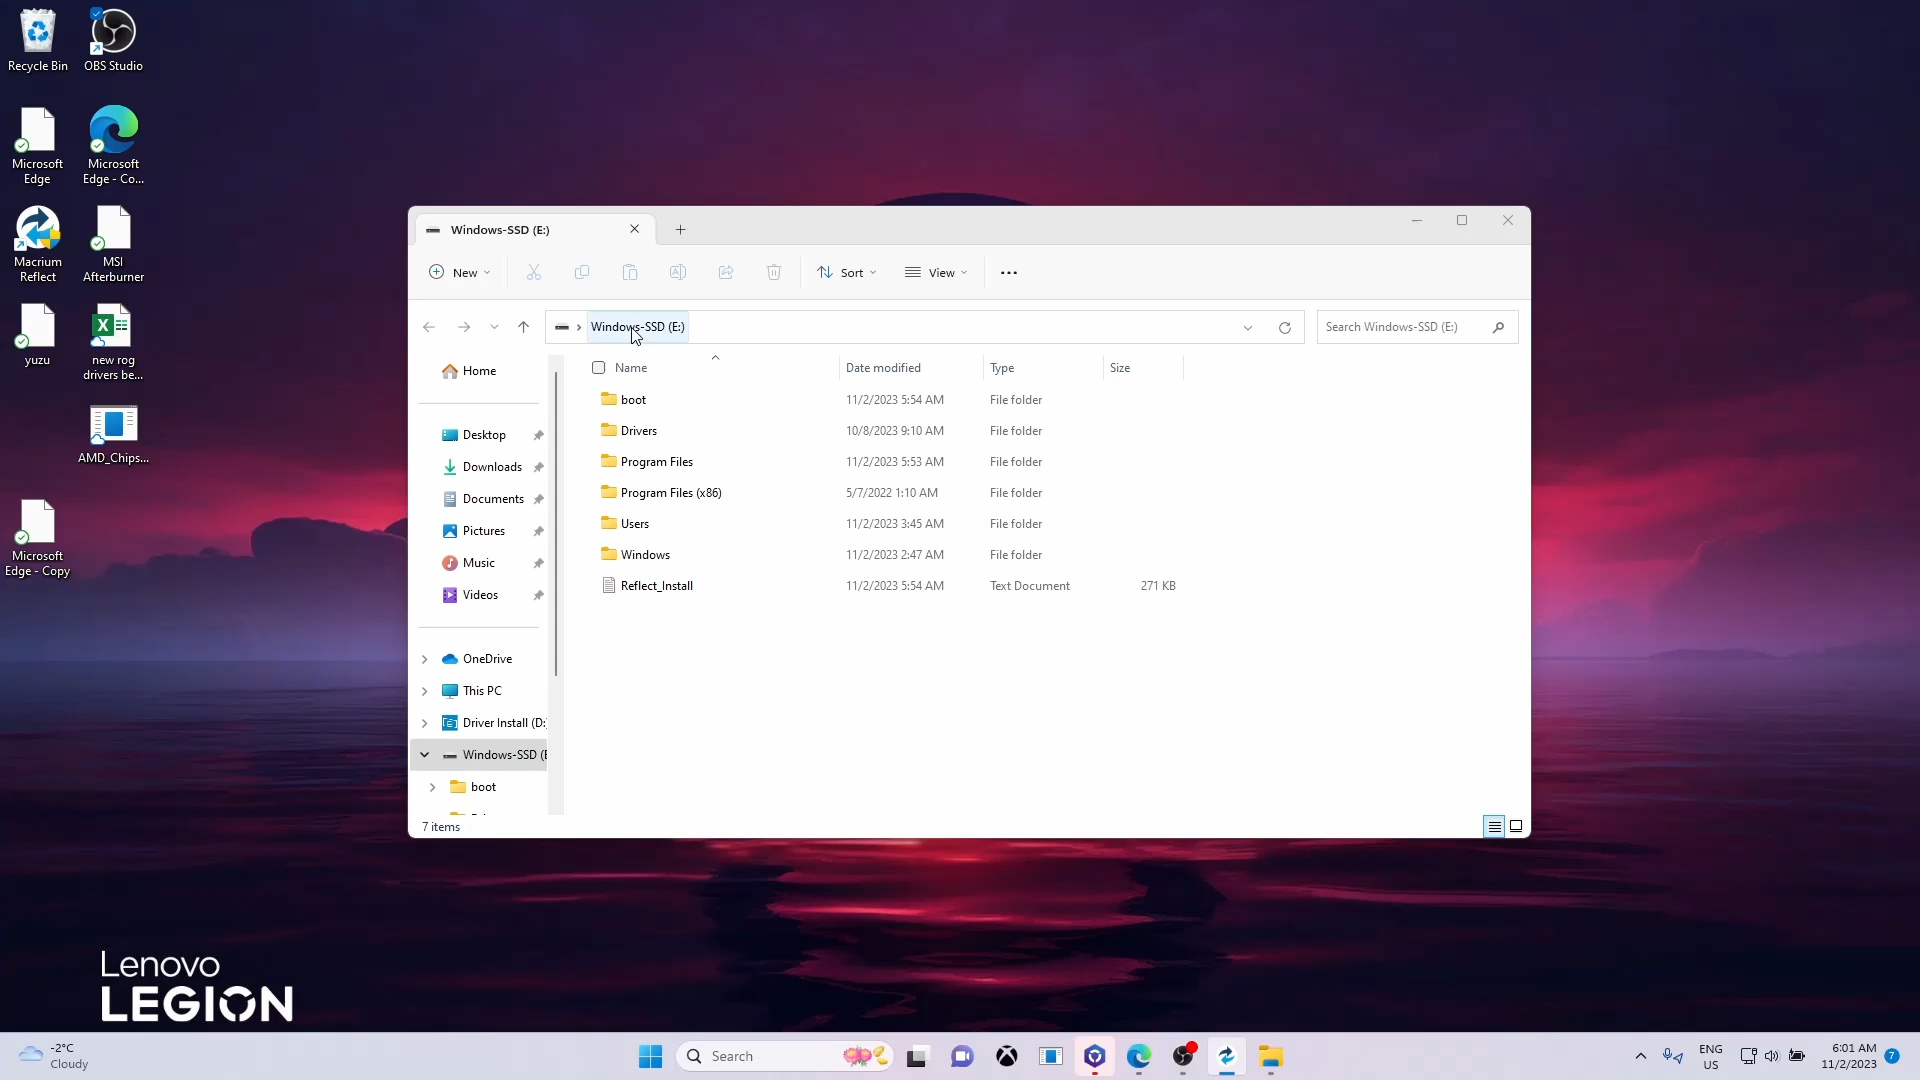 Recycle Bin
OBS Studio
Microsoft
Edge
Microsoft
Edge - Co...
Macrium
Reflect
MSI
Afterburner
yuzu
new rog
drivers be...
AMD_Chips...
Microsoft
Edge - Copy
Windows-SSD (E:)
New
Sort
View
Windows-SSD (E:)
Search Windows-SSD (E:)
Home
Desktop
Downloads
Documents
Pictures
Music
Videos
OneDrive
This PC
Driver Install (D:
Windows-SSD (E
boot
Name Date modified Type Size
boot 11/2/2023 5:54 AM File folder
Drivers 10/8/2023 9:10 AM File folder
Program Files 11/2/2023 5:53 AM File folder
Program Files (x86) 5/7/2022 1:10 AM File folder
Users 11/2/2023 3:45 AM File folder
Windows 11/2/2023 2:47 AM File folder
Reflect_Install 11/2/2023 5:54 AM Text Document 271 KB
7 items
Lenovo
LEGION
-2°C
Cloudy
Search
ENG
US
6:01 AM
11/2/2023
7